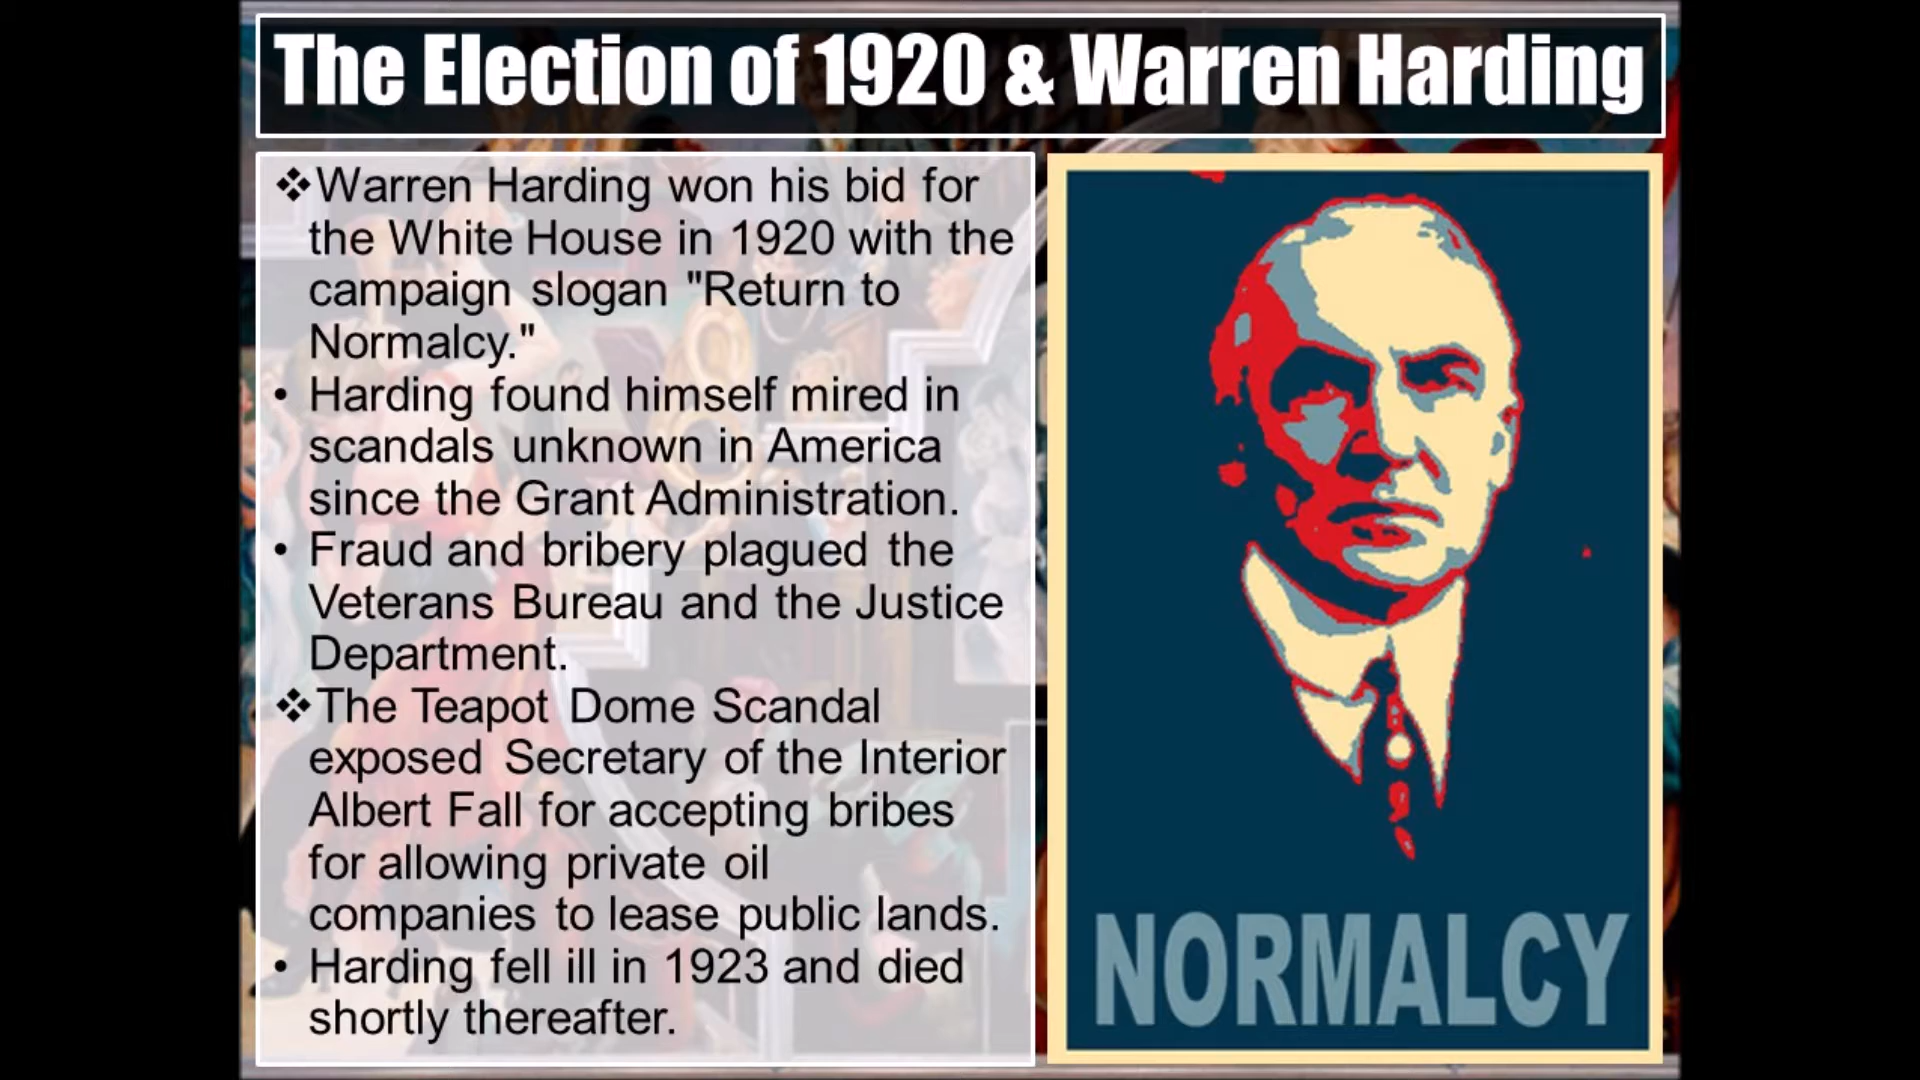 The Election of 1920 & Warren Harding
❖Warren Harding won his bid for
the White House in 1920 with the
campaign slogan "Return to
Normalcy."
• Harding found himself mired in
scandals unknown in America
since the Grant Administration.
• Fraud and bribery plagued the
Veterans Bureau and the Justice
Department.
❖The Teapot Dome Scandal
exposed Secretary of the Interior
Albert Fall for accepting bribes
for allowing private oil
companies to lease public lands.
• Harding fell ill in 1923 and died
shortly thereafter.
NORMALCY